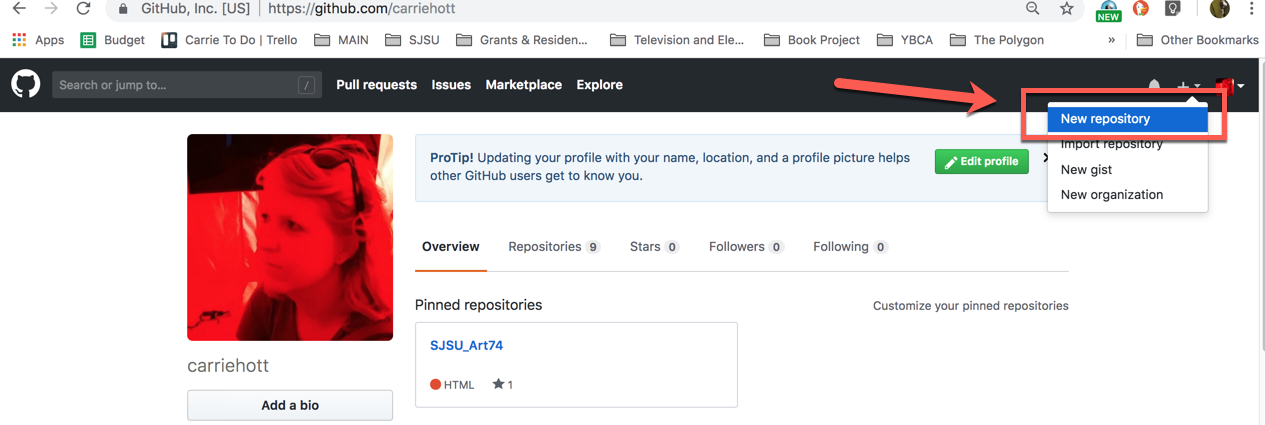 GitHub, Inc. [US] https://github.com/carriehott
NEW
Apps Budget Carrie To Do | Trello MAIN SJSU Grants & Residen... Television and Ele... Book Project YBCA The Polygon » Other Bookmarks
Search or jump to... / Pull requests Issues Marketplace Explore
New repository
Import repository
New gist
New organization
ProTip! Updating your profile with your name, location, and a profile picture helps
other GitHub users get to know you.
Edit profile
Overview Repositories 9 Stars 0 Followers 0 Following 0
Pinned repositories Customize your pinned repositories
SJSU_Art74
HTML 1
carriehott
Add a bio